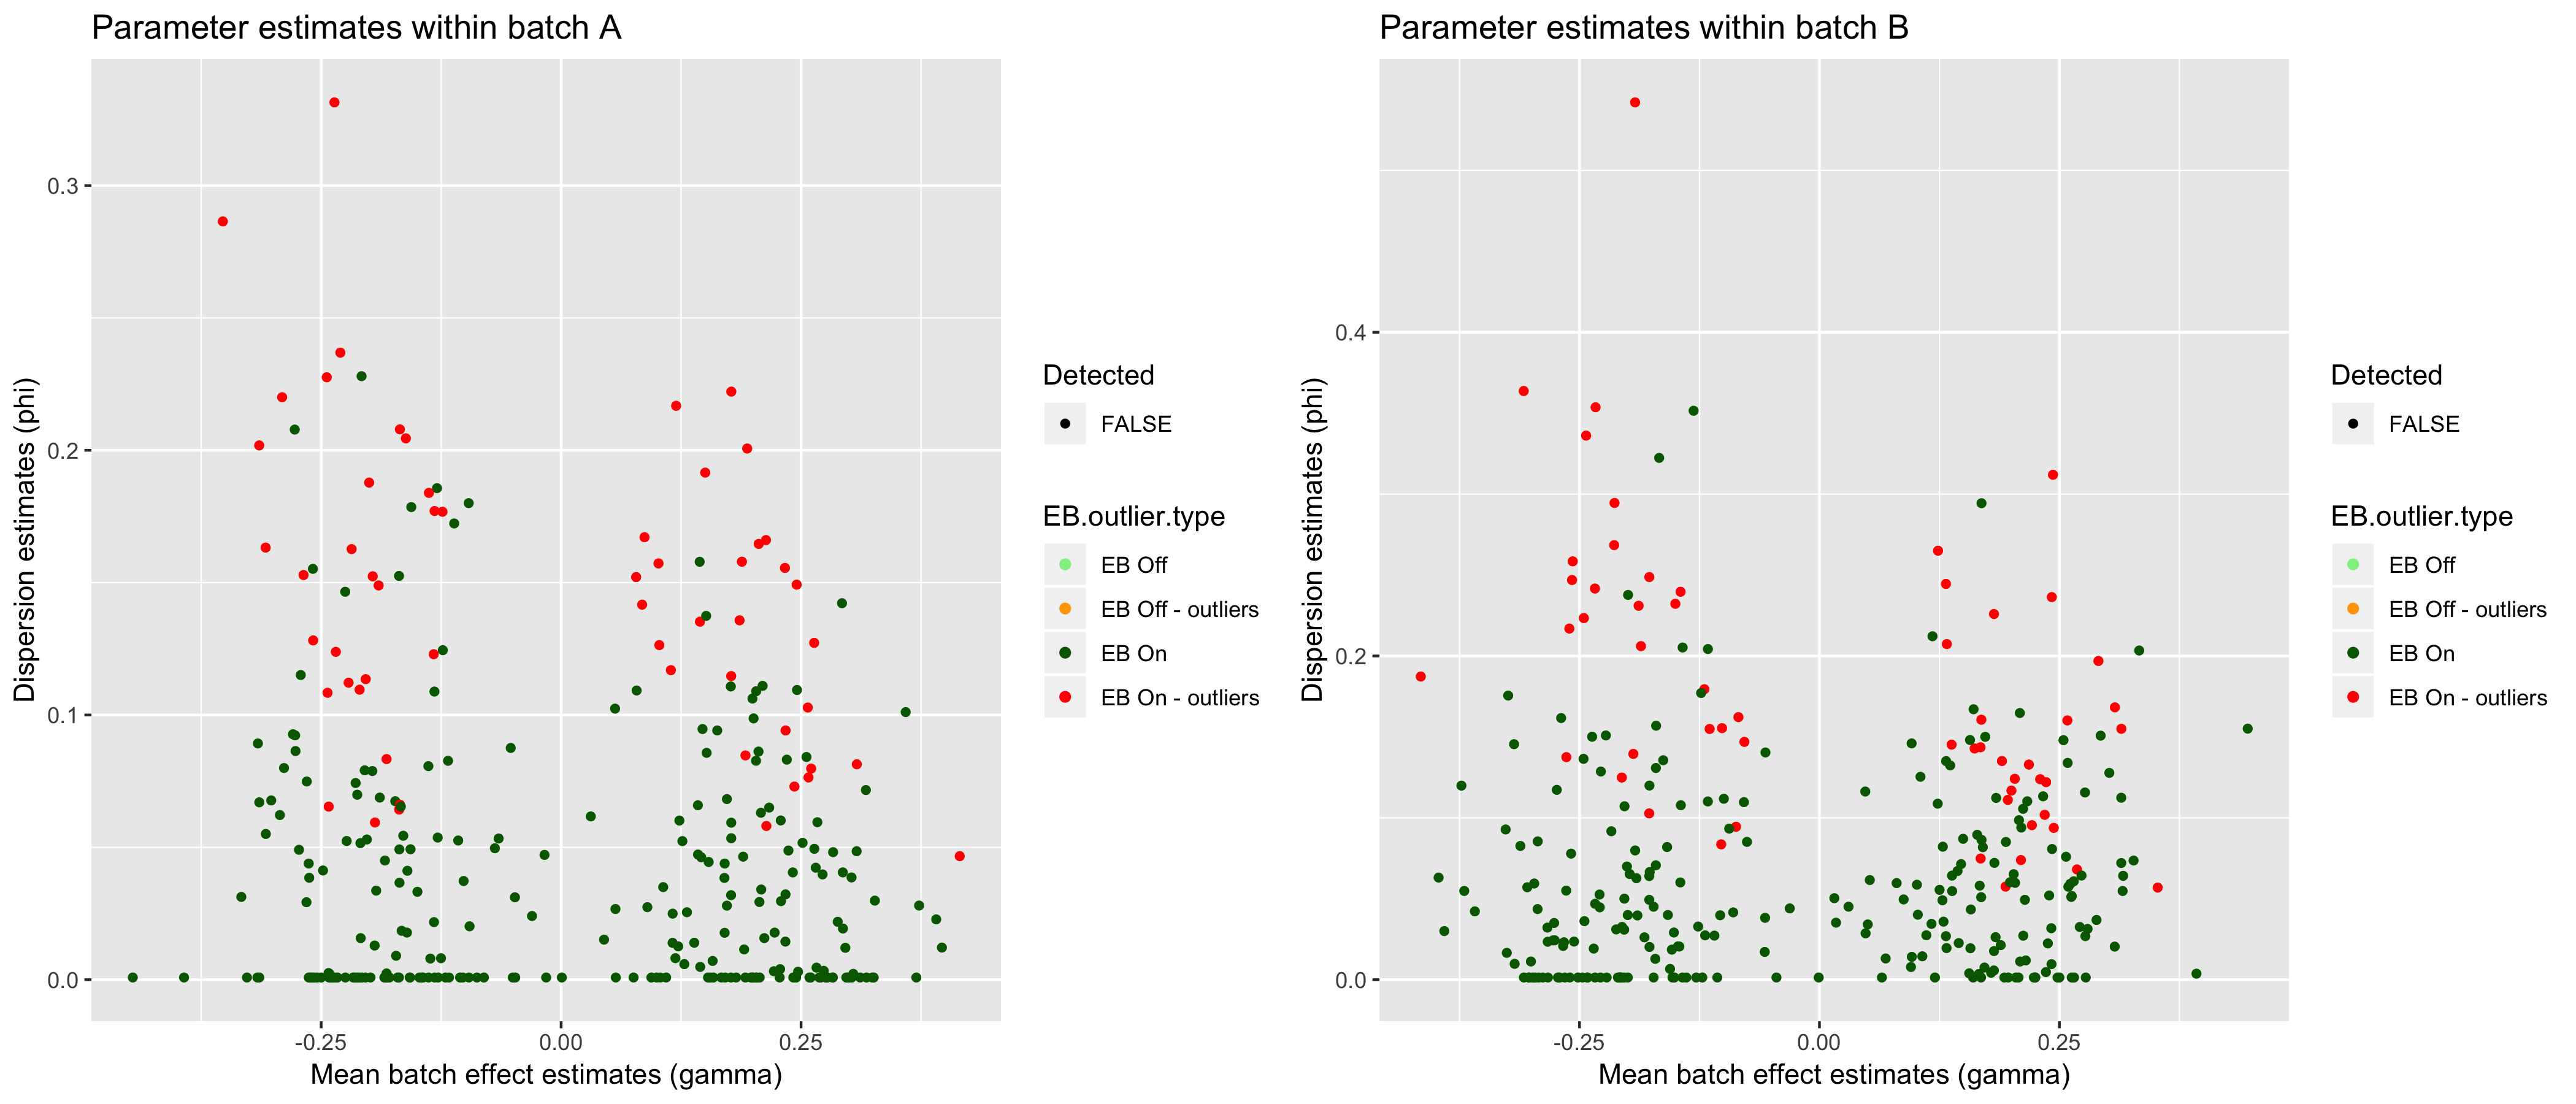 Parameter estimates within batch A
Dispersion estimates (phi)
0.3
0.2
0.1
0.0
-0.25
0.00
0.25
Mean batch effect estimates (gamma)
Detected
FALSE
EB.outlier.type
EB Off
EB Off - outliers
EB On
EB On - outliers
Parameter estimates within batch B
Dispersion estimates (phi)
0.4
0.2
0.0
-0.25
0.00
0.25
Mean batch effect estimates (gamma)
Detected
FALSE
EB.outlier.type
EB Off
EB Off - outliers
EB On
EB On - outliers